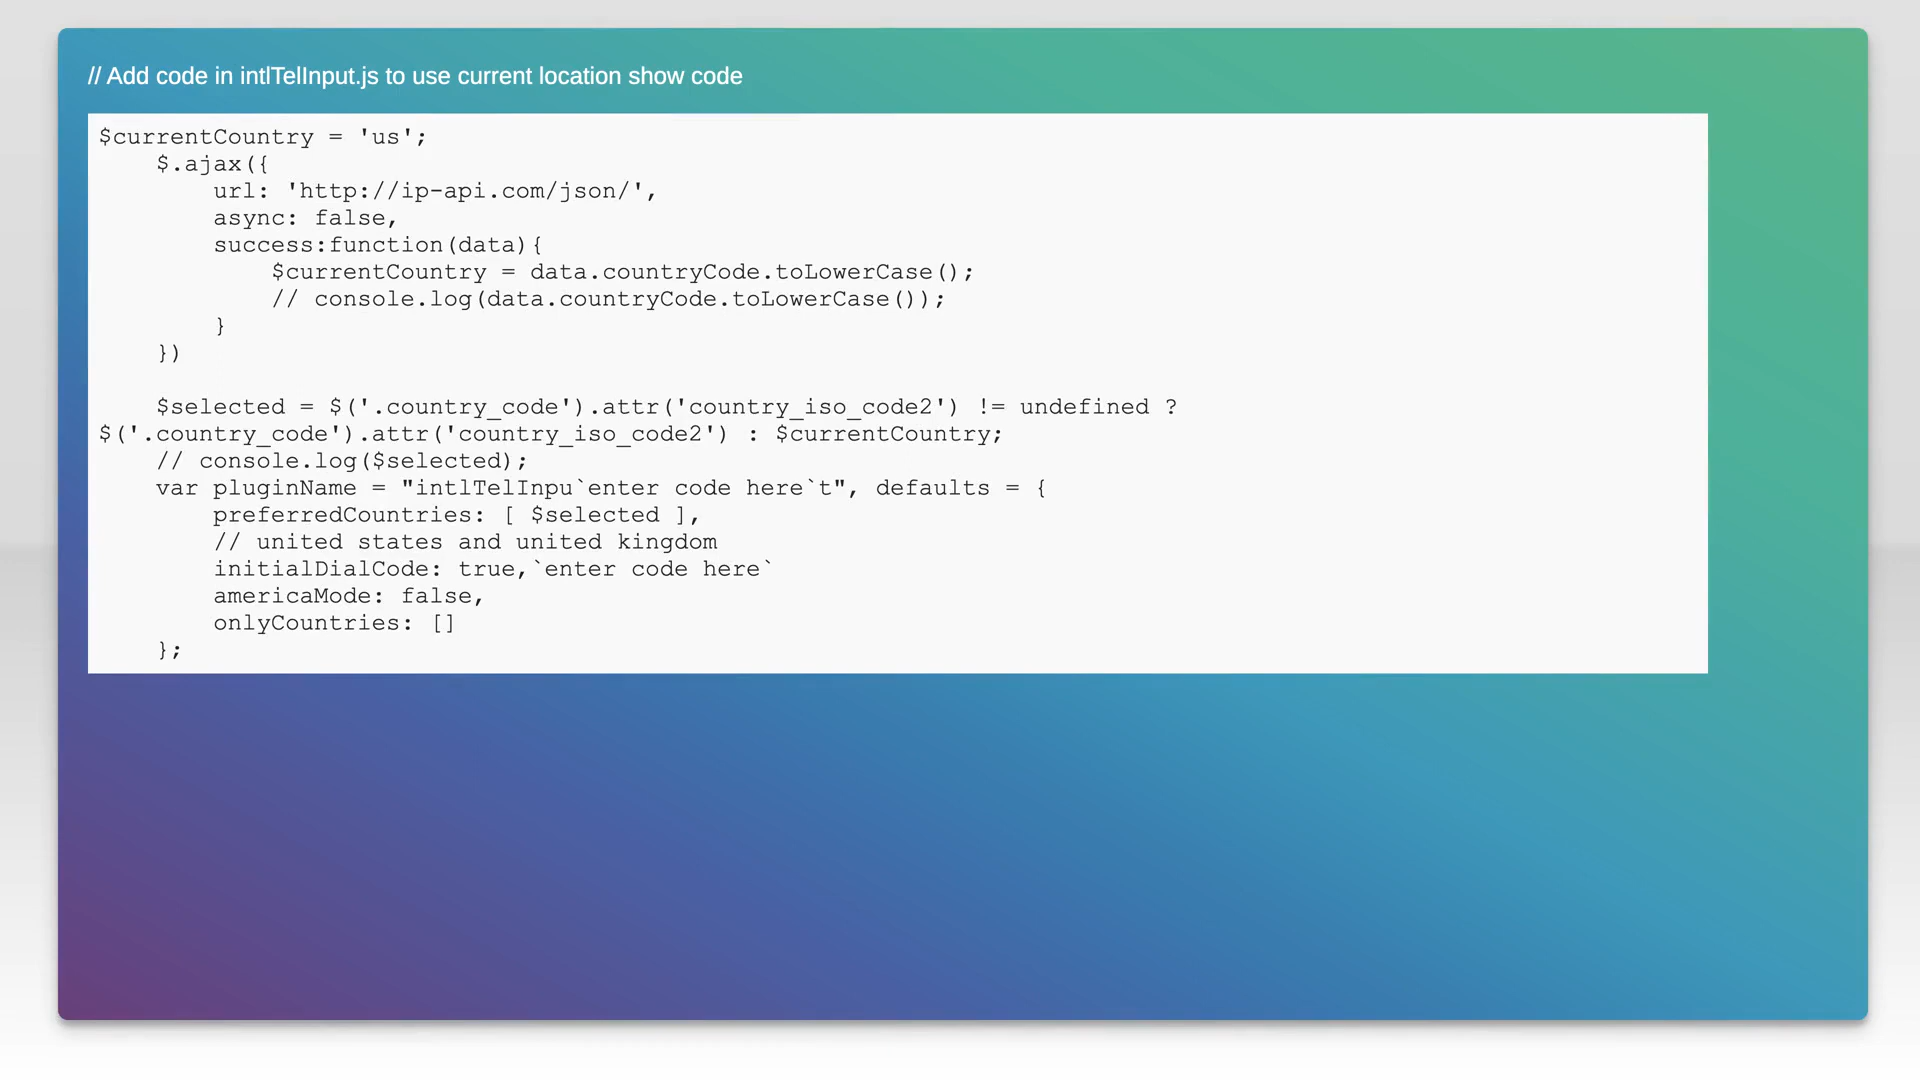 // Add code in intlTelInput.js to use current location show code
$currentCountry = 'us';
    $.ajax({
        url: 'http://ip-api.com/json/',
        async: false,
        success:function(data){
            $currentCountry = data.countryCode.toLowerCase();
            // console.log(data.countryCode.toLowerCase());
        }
    })
    $selected = $('.country_code').attr('country_iso_code2') != undefined ?
$('.country_code').attr('country_iso_code2') : $currentCountry;
    // console.log($selected);
    var pluginName = "intlTelInpu`enter code here`t", defaults = {
        preferredCountries: [ $selected ],
        // united states and united kingdom
        initialDialCode: true,`enter code here`
        americaMode: false,
        onlyCountries: []
    };